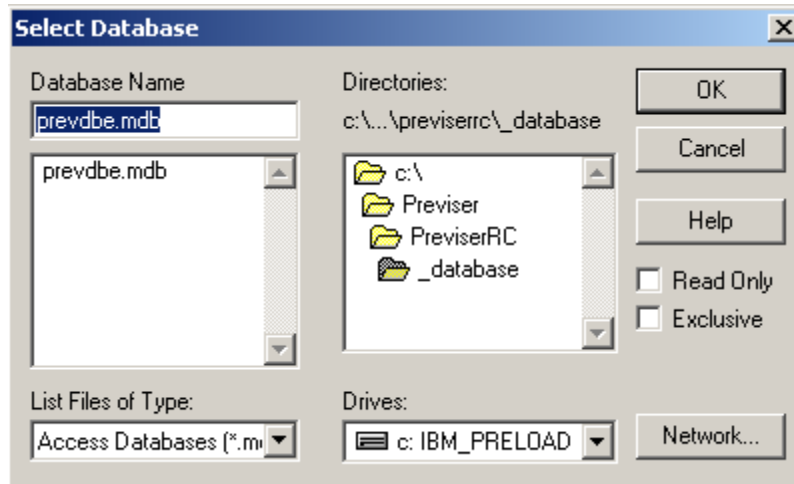 Select Database
Database Name
prevdbe.mdb
prevdbe.mdb
List Files of Type:
Access Databases (*.m
Directories:
c:\...\previserrc\_database
c:\
Previser
PreviserRC
_database
Drives:
c: IBM_PRELOAD
OK
Cancel
Help
Read Only
Exclusive
Network...